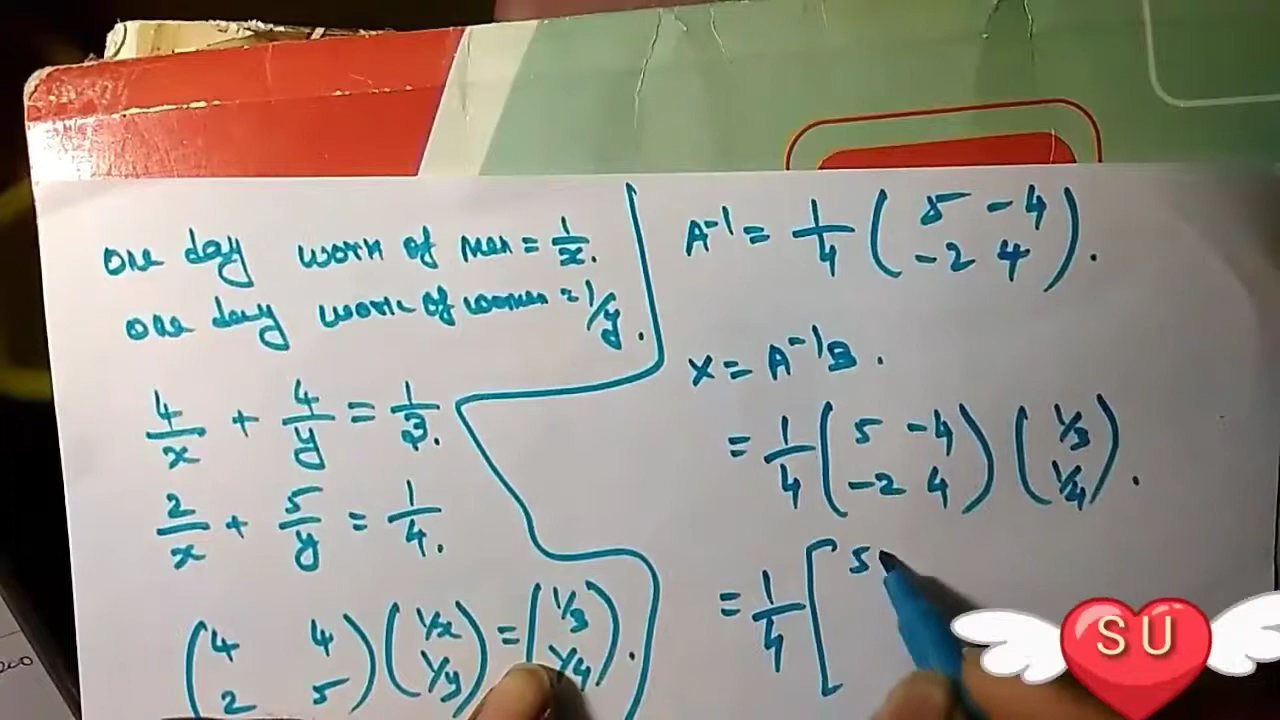 one day work of men = 1/x.
one day work of women = 1/y.
4/x + 4/y = 1/3.
2/x + 5/y = 1/4.
(4 4
2 5) (1/x
1/y) = (1/3
1/4).
A⁻¹ = 1/4 (5 -4
-2 4).
X = A⁻¹B.
= 1/4 (5 -4
-2 4) (1/3
1/4).
= 1/4 [5
SU